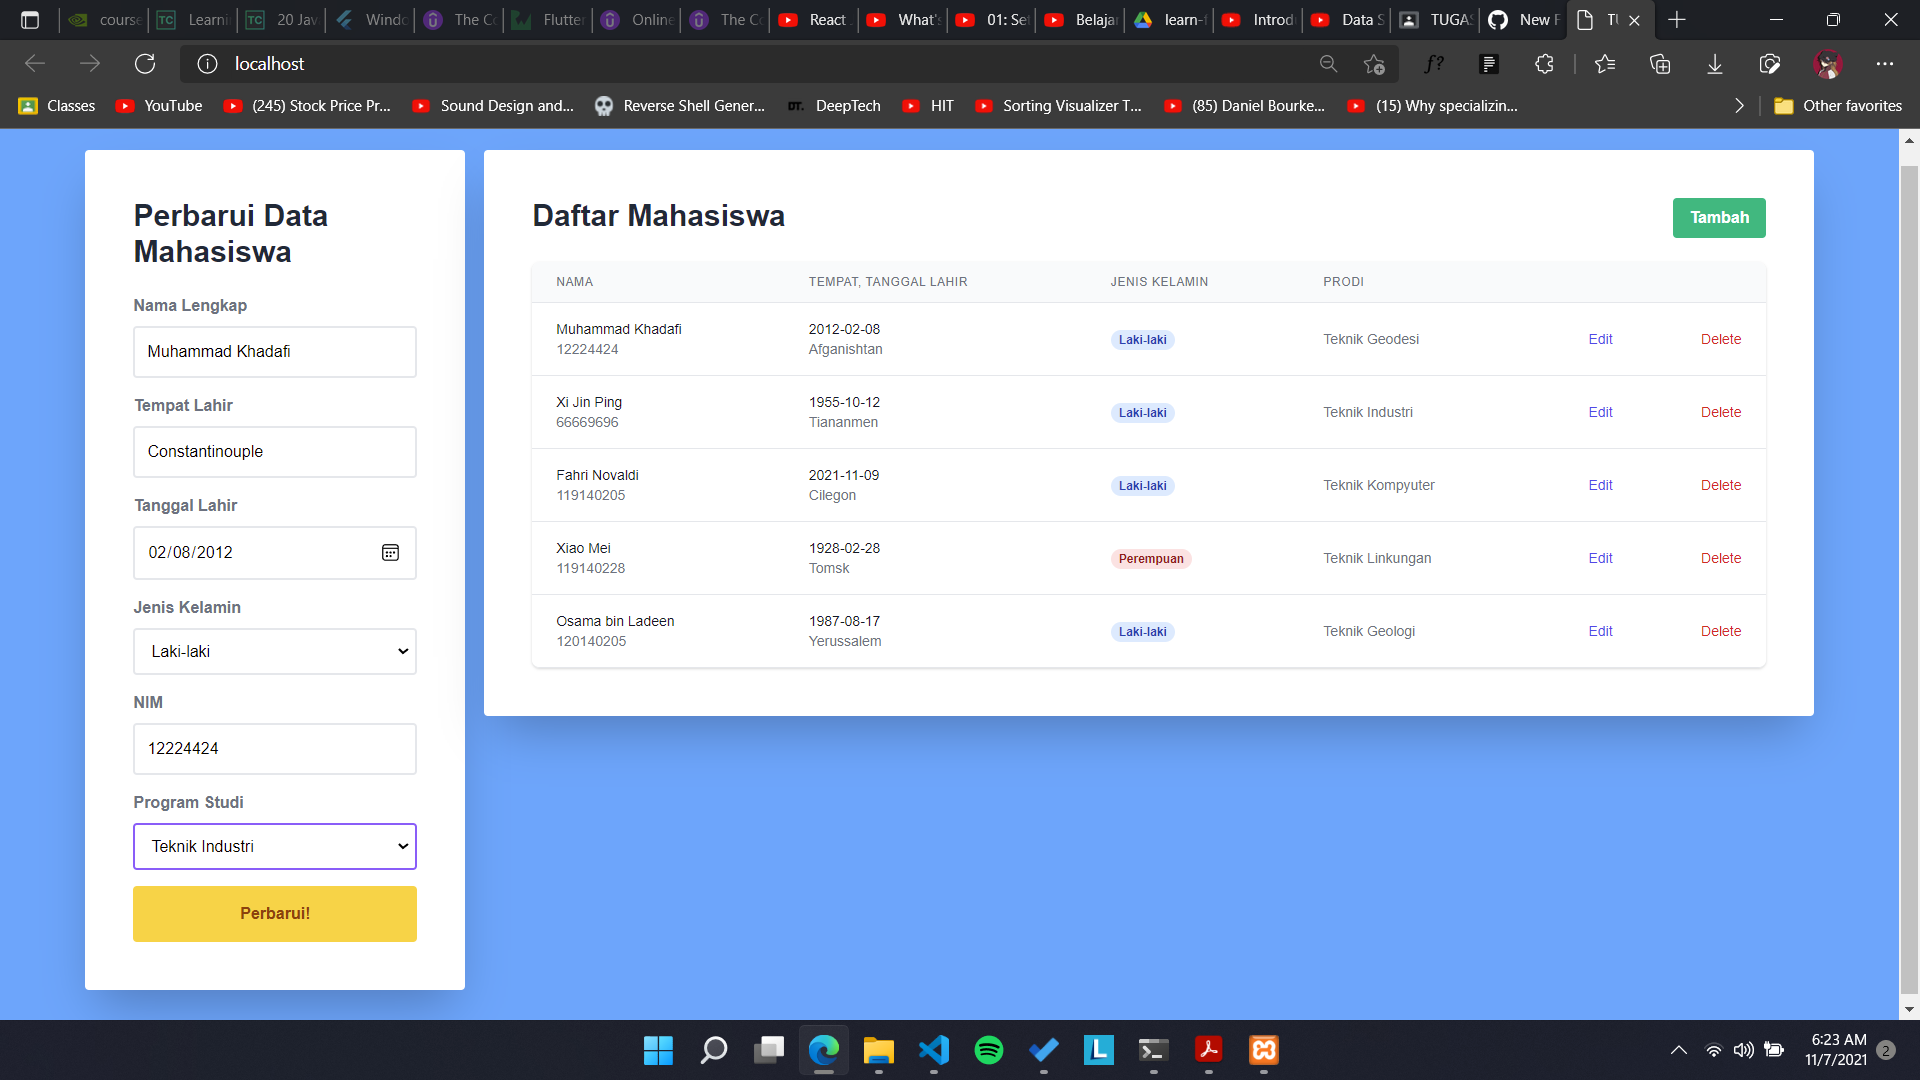 course
Learni
20 Jav
Windo
The Co
Flutter
Online
The Co
React
What's
01: Set
Belajar
learn-f
Introdu
Data S
TUGAS
New F
TU
localhost
Classes
YouTube
(245) Stock Price Pr...
Sound Design and...
Reverse Shell Gener...
DT. DeepTech
HIT
Sorting Visualizer T...
(85) Daniel Bourke...
(15) Why specializin...
Other favorites
Perbarui Data
Mahasiswa
Nama Lengkap
Muhammad Khadafi
Tempat Lahir
Constantinouple
Tanggal Lahir
02/08/2012
Jenis Kelamin
Laki-laki
NIM
12224424
Program Studi
Teknik Industri
Perbarui!
Daftar Mahasiswa
Tambah
NAMA TEMPAT, TANGGAL LAHIR JENIS KELAMIN PRODI
Muhammad Khadafi 2012-02-08
12224424 Afganishtan
Laki-laki Teknik Geodesi Edit Delete
Xi Jin Ping 1955-10-12
66669696 Tiananmen
Laki-laki Teknik Industri Edit Delete
Fahri Novaldi 2021-11-09
119140205 Cilegon
Laki-laki Teknik Kompyuter Edit Delete
Xiao Mei 1928-02-28
119140228 Tomsk
Perempuan Teknik Linkungan Edit Delete
Osama bin Ladeen 1987-08-17
120140205 Yerussalem
Laki-laki Teknik Geologi Edit Delete
6:23 AM
11/7/2021
2